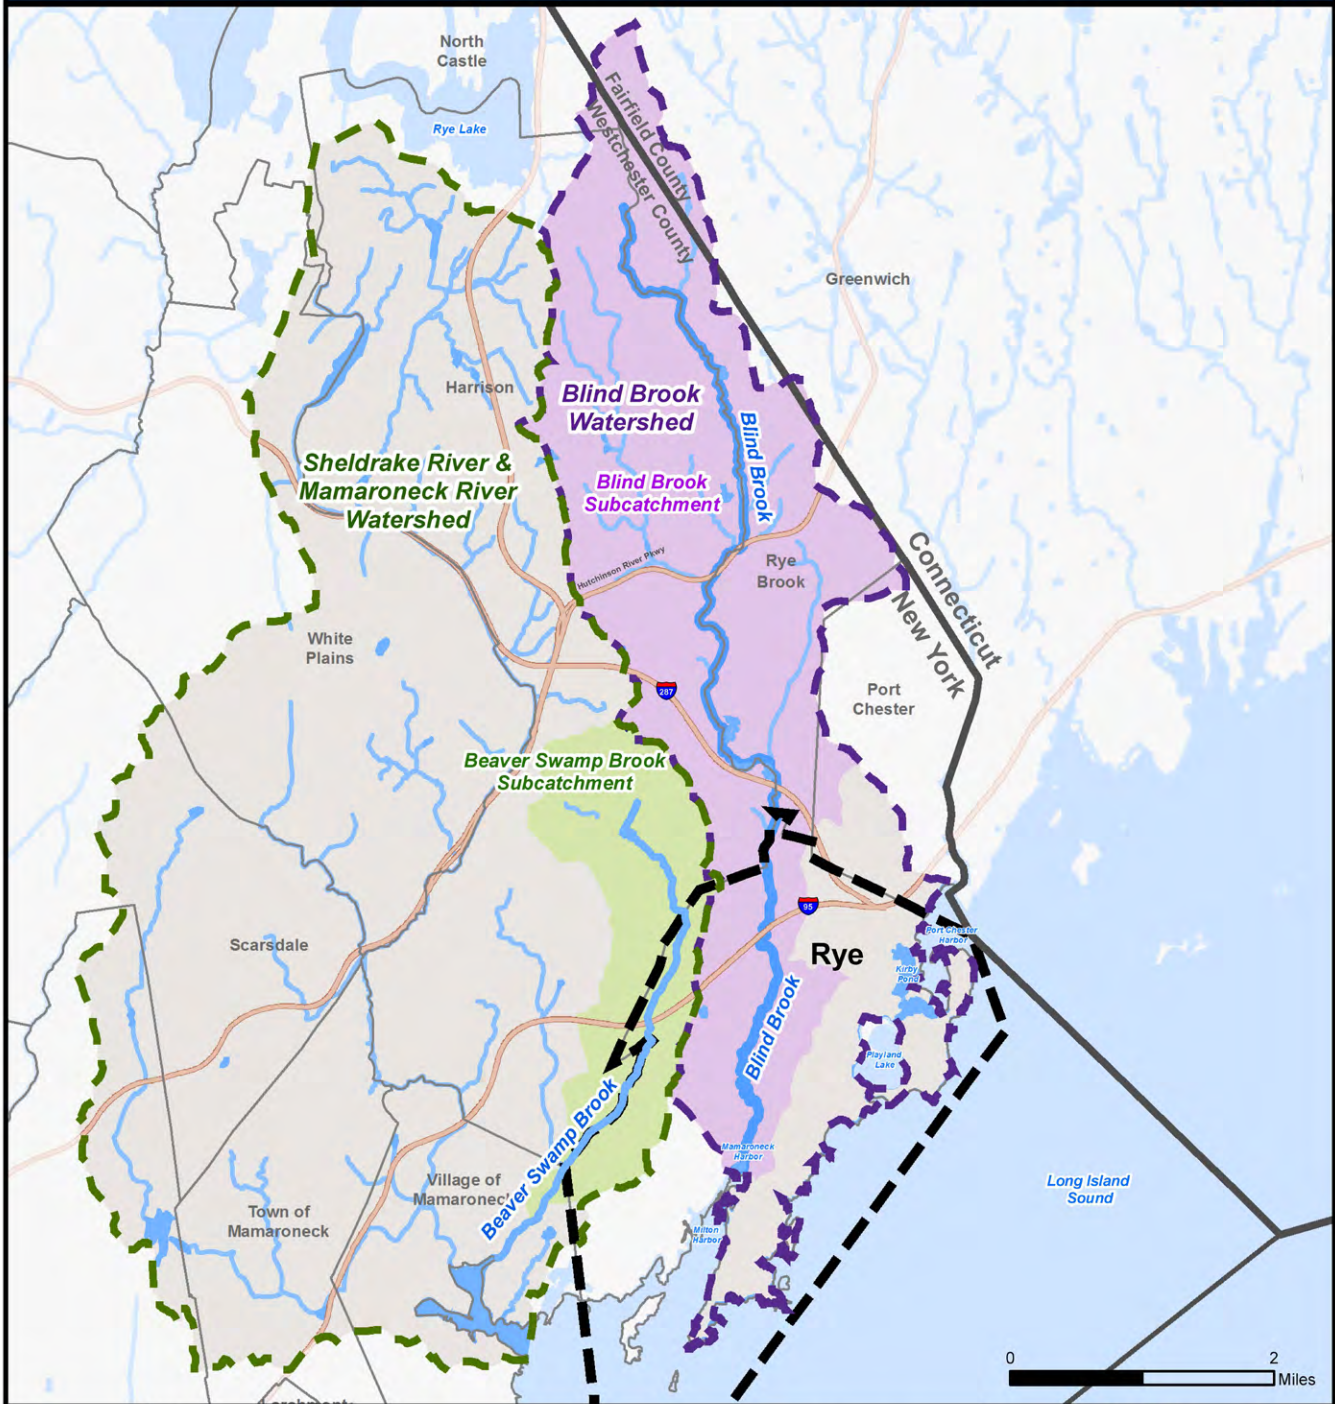 North
Castle
Rye Lake
Fairfield County
Westchester County
Greenwich
Harrison
Blind Brook
Watershed
Blind Brook
Sheldrake River &
Mamaroneck River
Watershed
Blind Brook
Subcatchment
Hutchinson River Pkwy
Rye
Brook
Connecticut
New York
White
Plains
287
Port
Chester
Beaver Swamp Brook
Subcatchment
95
Scarsdale
Rye
Port Chester
Harbor
Kirby
Pond
Blind Brook
Playland
Lake
Beaver Swamp Brook
Mamaroneck
Harbor
Village of
Mamaroneck
Long Island
Sound
Town of
Mamaroneck
Milton
Harbor
0 2
Miles